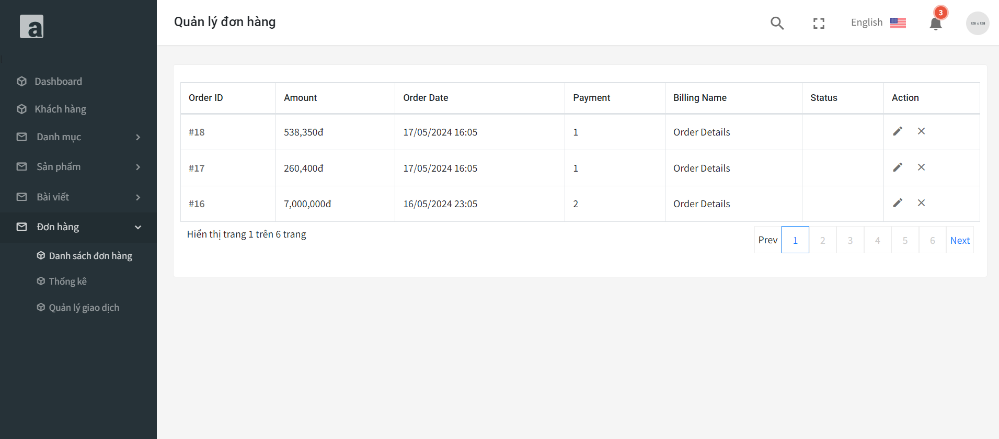 a
Dashboard
Khách hàng
Danh mục
Sản phẩm
Bài viết
Đơn hàng
Danh sách đơn hàng
Thống kê
Quản lý giao dịch
Quản lý đơn hàng
English
3
128 x 128
Order ID Amount Order Date Payment Billing Name Status Action
#18 538,350đ 17/05/2024 16:05 1 Order Details
#17 260,400đ 17/05/2024 16:05 1 Order Details
#16 7,000,000đ 16/05/2024 23:05 2 Order Details
Hiển thị trang 1 trên 6 trang
Prev 1 2 3 4 5 6 Next